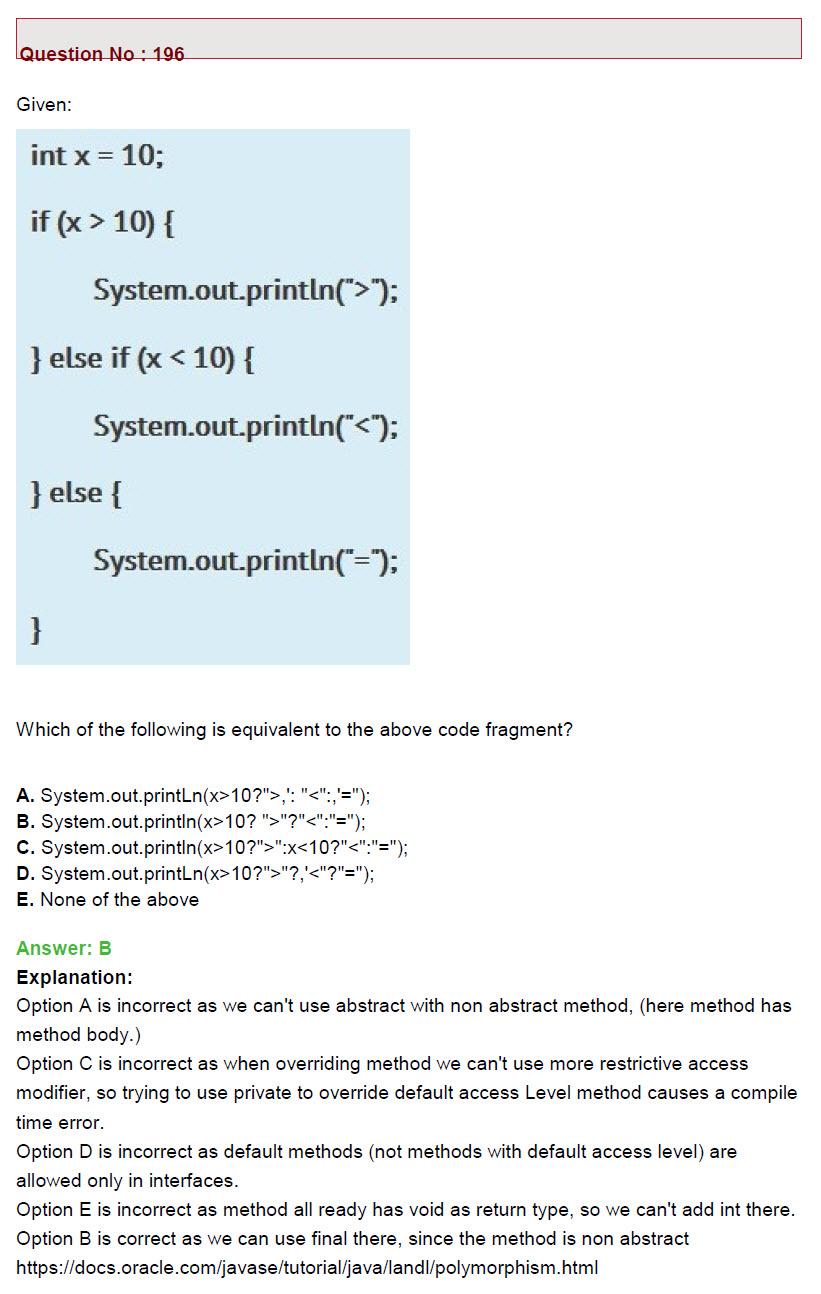 Question No : 196
Given:
int x = 10;
if (x > 10) {
System.out.println(">");
} else if (x < 10) {
System.out.println("<");
} else {
System.out.println("=");
}
Which of the following is equivalent to the above code fragment?
A. System.out.printLn(x>10?">,': "<":,'=");
B. System.out.println(x>10? ">"?"<":"=");
C. System.out.println(x>10?">":x<10?"<":"=");
D. System.out.printLn(x>10?">"?,'<"?"=");
E. None of the above
Answer: B
Explanation:
Option A is incorrect as we can't use abstract with non abstract method, (here method has
method body.)
Option C is incorrect as when overriding method we can't use more restrictive access
modifier, so trying to use private to override default access Level method causes a compile
time error.
Option D is incorrect as default methods (not methods with default access level) are
allowed only in interfaces.
Option E is incorrect as method all ready has void as return type, so we can't add int there.
Option B is correct as we can use final there, since the method is non abstract
https://docs.oracle.com/javase/tutorial/java/landl/polymorphism.html